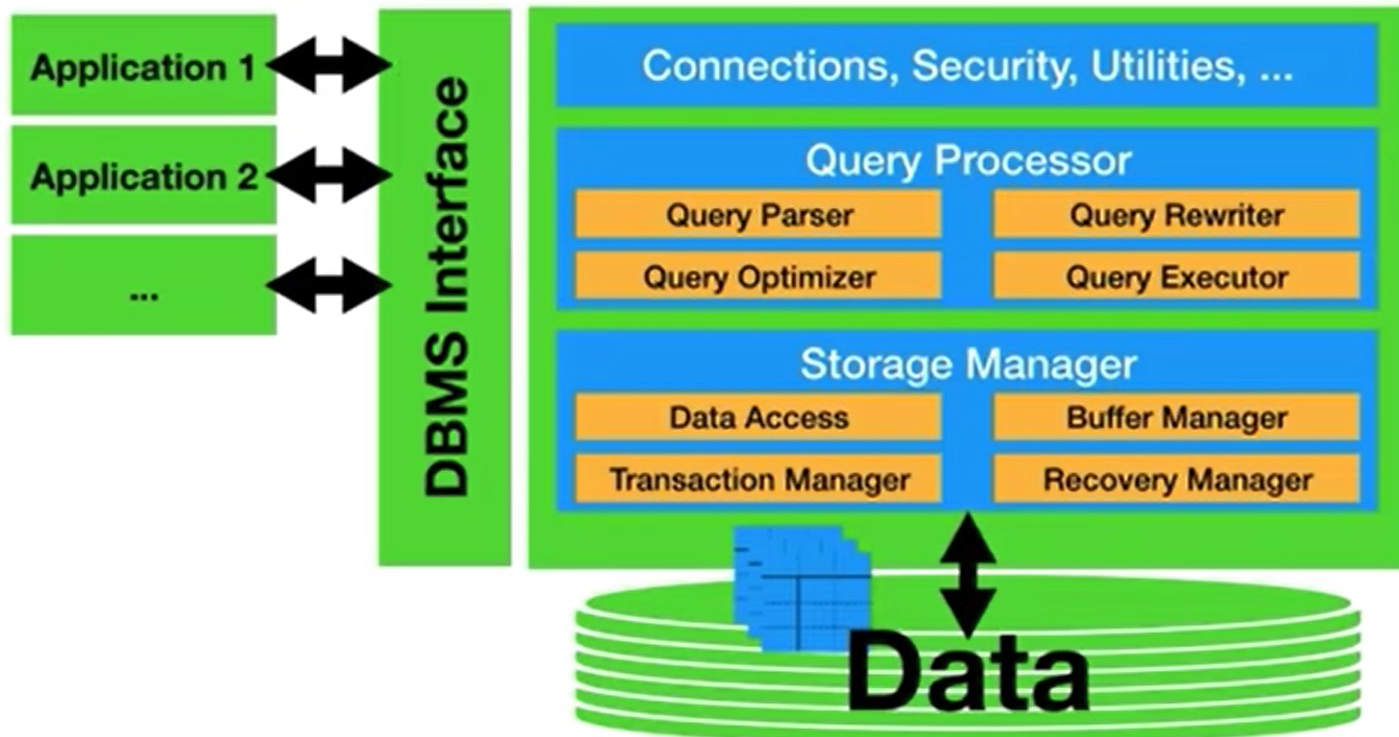 Application 1
Application 2
...
DBMS Interface
Connections, Security, Utilities, ...
Query Processor
Query Parser
Query Rewriter
Query Optimizer
Query Executor
Storage Manager
Data Access
Buffer Manager
Transaction Manager
Recovery Manager
Data